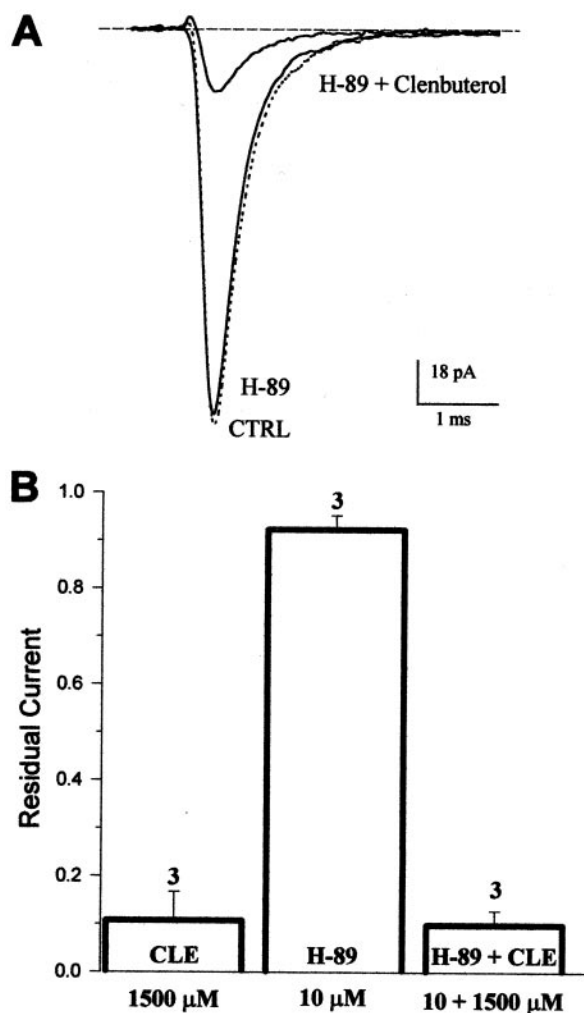 A
H-89 + Clenbuterol
18 pA
1 ms
H-89
CTRL
B
Residual Current
1.0
0.8
0.6
0.4
0.2
0.0
3
3
3
CLE
H-89
H-89 + CLE
1500 μM
10 μM
10 + 1500 μM